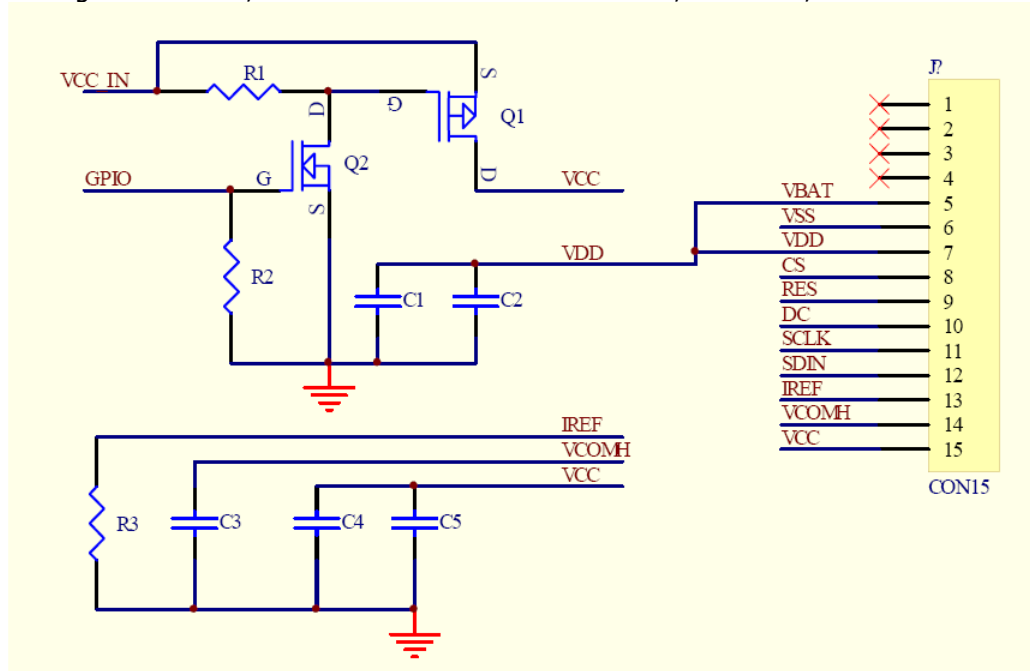 VCC_IN
R1
S
D
G
Q1
J?
1
2
3
4
GPIO
G
Q2
S
D
VCC
VBAT
5
VSS
6
VDD
VDD
7
R2
C1
C2
CS
8
RES
9
DC
10
SCLK
11
SDIN
12
IREF
13
VCOMH
14
VCC
15
CON15
IREF
VCOMH
VCC
R3
C3
C4
C5